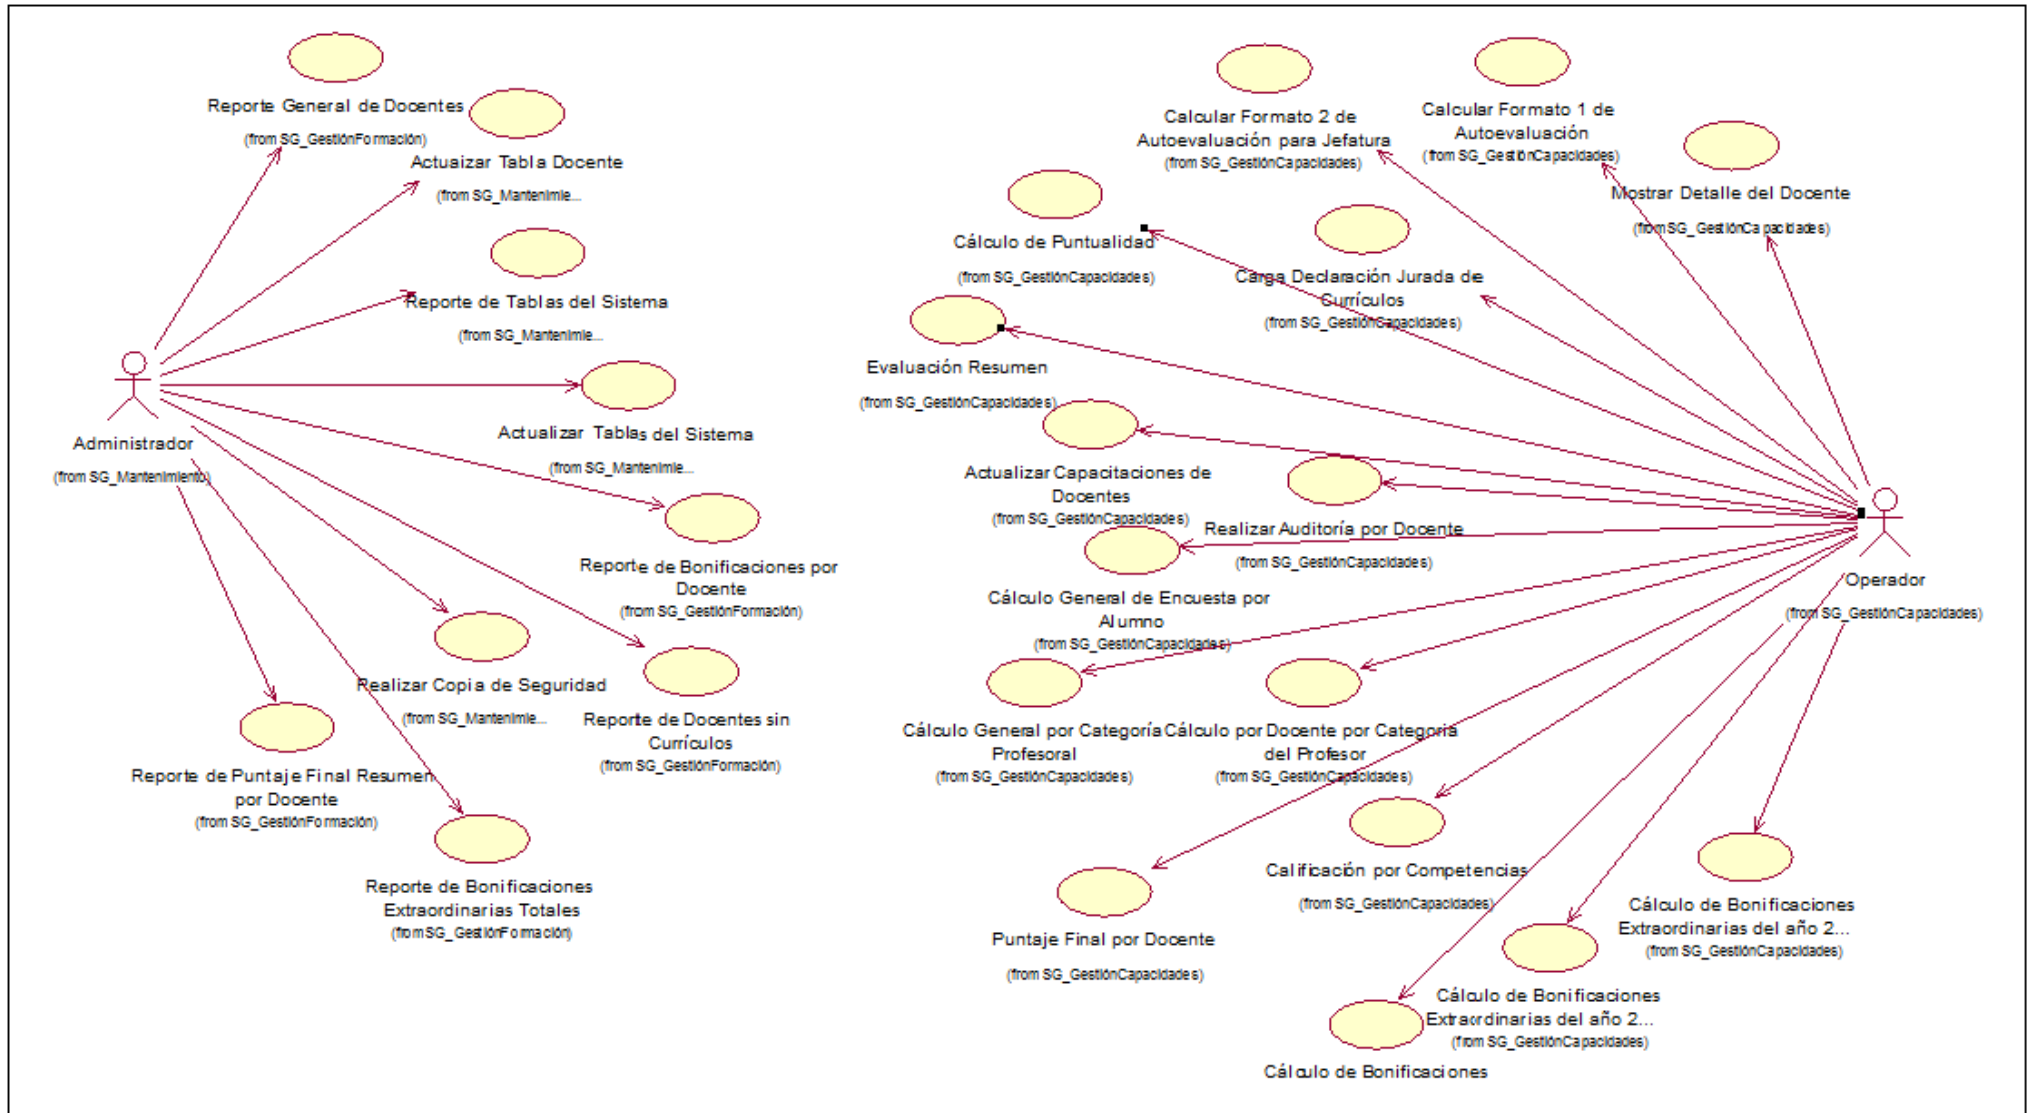 Reporte General de Docentes
(from SG_GestiónFormación)
Actuaizar Tabla Docente
(from SG_Mantenimie...
Reporte de Tablas del Sistema
(from SG_Mantenimie...
Actualizar Tablas del Sistema
(from SG_Mantenimie...
Administrador
(from SG_Mantenimiento)
Reporte de Bonificaciones por
Docente
(from SG_GestiónFormación)
Realizar Copia de Seguridad
(from SG_Mantenimie...
Reporte de Docentes sin
Currículos
(from SG_GestiónFormación)
Reporte de Puntaje Final Resumen
por Docente
(from SG_GestiónFormación)
Reporte de Bonificaciones
Extraordinarias Totales
(from SG_GestiónFormación)
Calcular Formato 2 de
Autoevaluación para Jefatura
(from SG_GestiónCapacidades)
Calcular Formato 1 de
Autoevaluación
(from SG_GestiónCapacidades)
Mostrar Detalle del Docente
(from SG_GestiónCapacidades)
Cálculo de Puntualidad
(from SG_GestiónCapacidades)
Carga Declaración Jurada de
Currículos
(from SG_GestiónCapacidades)
Evaluación Resumen
(from SG_GestiónCapacidades)
Actualizar Capacitaciones de
Docentes
(from SG_GestiónCapacidades)
Realizar Auditoría por Docente
(from SG_GestiónCapacidades)
Operador
(from SG_GestiónCapacidades)
Cálculo General de Encuesta por
Alumno
(from SG_GestiónCapacidades)
Cálculo General por Categoría
Profesoral
(from SG_GestiónCapacidades)
Cálculo por Docente por Categoria
del Profesor
(from SG_GestiónCapacidades)
Calificación por Competencias
(from SG_GestiónCapacidades)
Puntaje Final por Docente
(from SG_GestiónCapacidades)
Cálculo de Bonificaciones
Extraordinarias del año 2...
(from SG_GestiónCapacidades)
Cálculo de Bonificaciones
Extraordinarias del año 2...
(from SG_GestiónCapacidades)
Cálculo de Bonificaciones